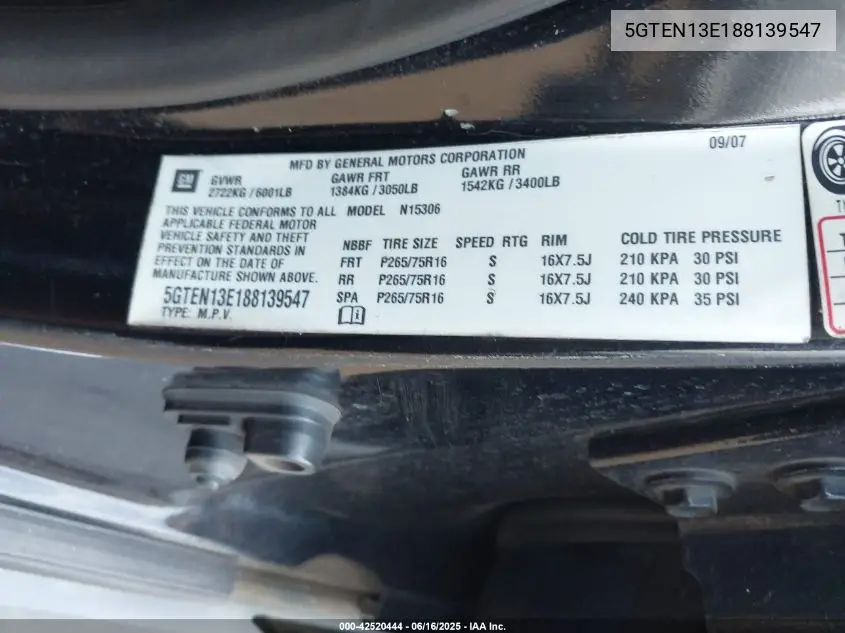 5GTEN13E188139547
09/07
MFD BY GENERAL MOTORS CORPORATION
GM
GVWR GAWR FRT GAWR RR
2722KG / 6001LB 1384KG / 3050LB 1542KG / 3400LB
THIS VEHICLE CONFORMS TO ALL MODEL N15306
APPLICABLE FEDERAL MOTOR
VEHICLE SAFETY AND THEFT
PREVENTION STANDARDS IN
EFFECT ON THE DATE OF
MANUFACTURE SHOWN ABOVE.
5GTEN13E188139547
TYPE: M.P.V.
NBBF TIRE SIZE SPEED RTG RIM COLD TIRE PRESSURE
FRT P265/75R16 S 16X7.5J 210 KPA 30 PSI
RR P265/75R16 S 16X7.5J 210 KPA 30 PSI
SPA P265/75R16 S 16X7.5J 240 KPA 35 PSI
000-42520444 - 06/16/2025 - IAA Inc.